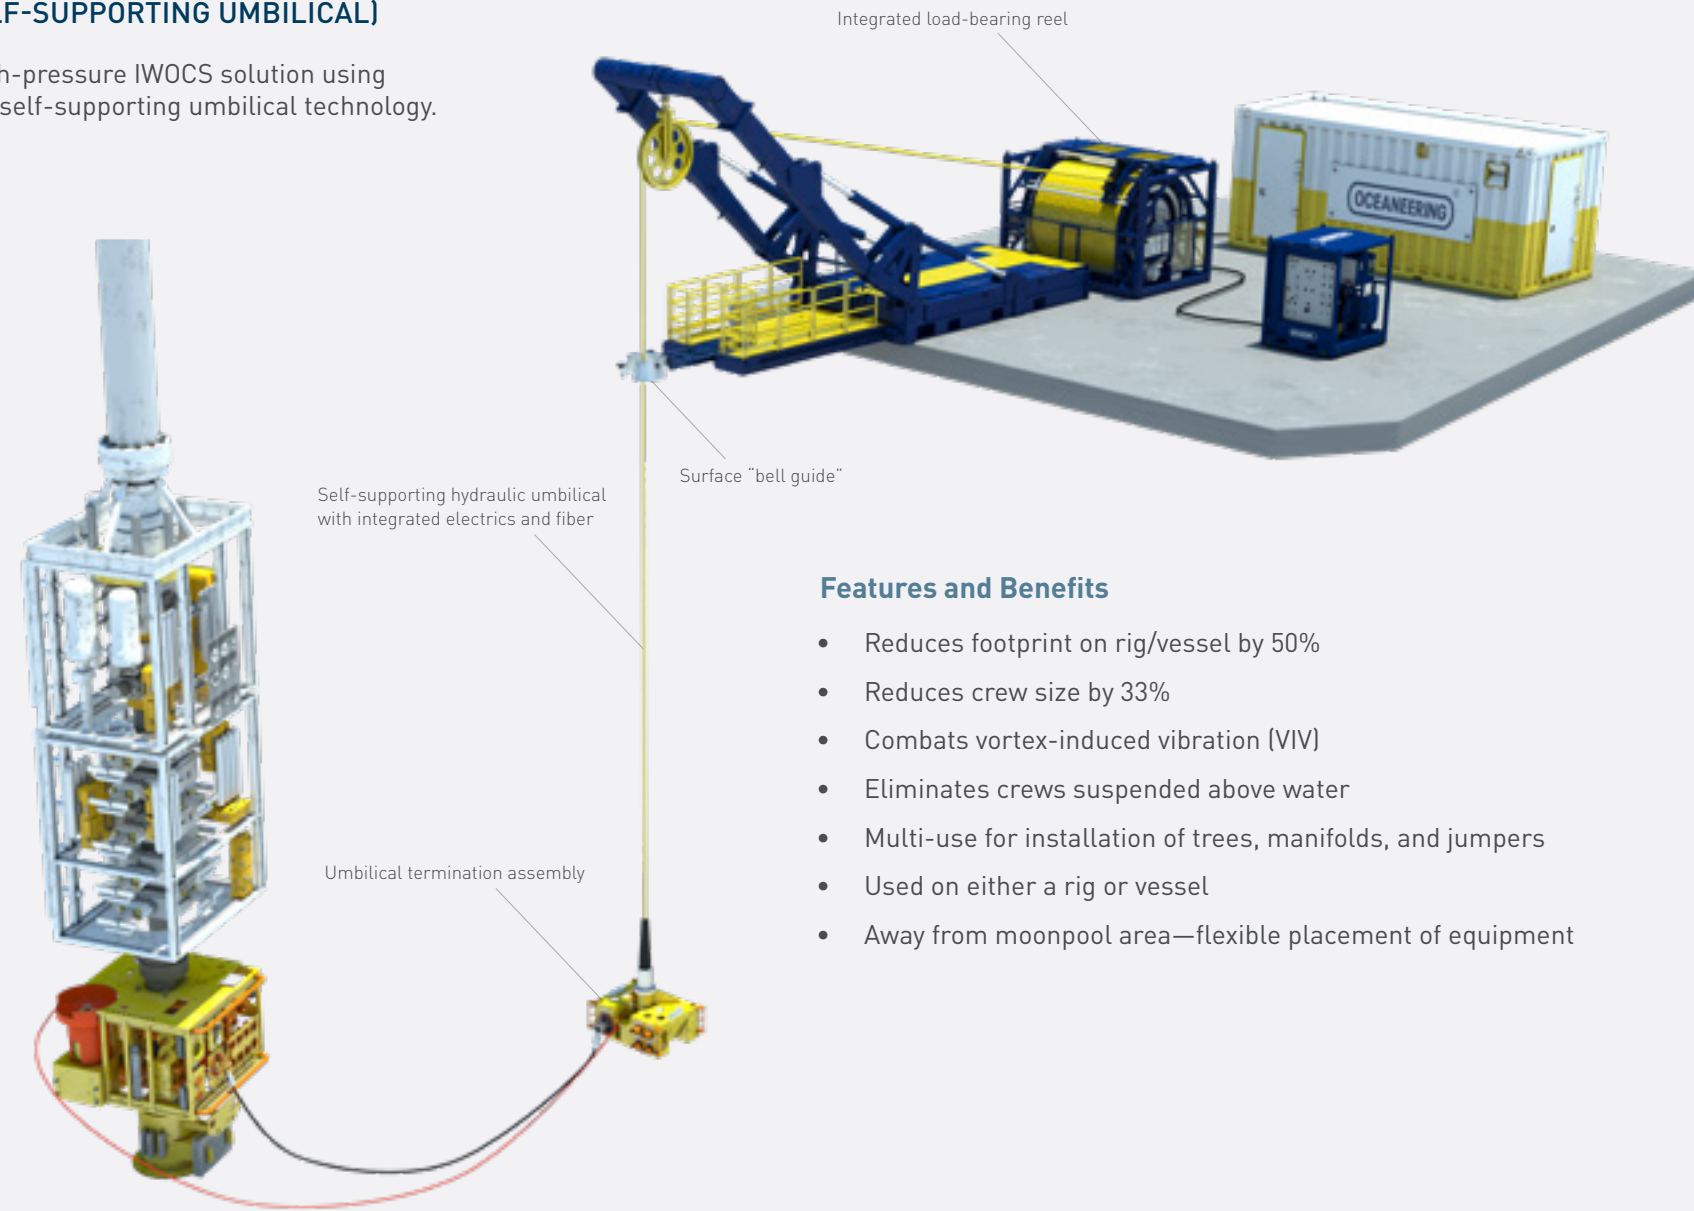 LF-SUPPORTING UMBILICAL)
h-pressure IWOCS solution using
self-supporting umbilical technology.
Integrated load-bearing reel
OCEANEERING
Surface “bell guide”
Self-supporting hydraulic umbilical
with integrated electrics and fiber
Features and Benefits
• Reduces footprint on rig/vessel by 50%
• Reduces crew size by 33%
• Combats vortex-induced vibration (VIV)
• Eliminates crews suspended above water
• Multi-use for installation of trees, manifolds, and jumpers
• Used on either a rig or vessel
• Away from moonpool area—flexible placement of equipment
Umbilical termination assembly